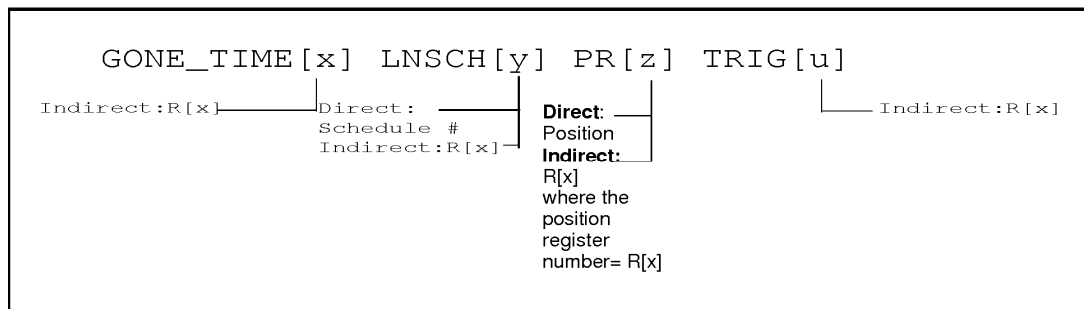 GONE_TIME[x] LNSCH[y] PR[z] TRIG[u]
Indirect:R[x]
Direct:
Schedule #
Indirect:R[x]
Direct:
Position
Indirect:
R[x]
where the
position
register
number= R[x]
Indirect:R[x]